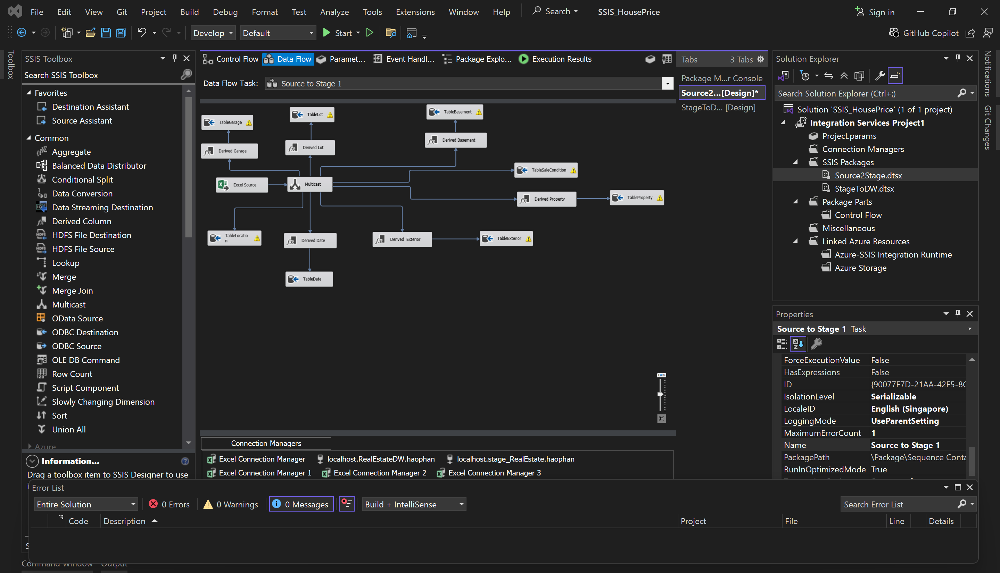 File Edit View Git Project Build Debug Format Test Analyze Tools Extensions Window Help Search SSIS_HousePrice Sign in
Develop Default Start GitHub Copilot
Toolbox
SSIS Toolbox
Search SSIS Toolbox
Favorites
Destination Assistant
Source Assistant
Common
Aggregate
Balanced Data Distributor
Conditional Split
Data Conversion
Data Streaming Destination
Derived Column
HDFS File Destination
HDFS File Source
Lookup
Merge
Merge Join
Multicast
OData Source
ODBC Destination
ODBC Source
OLE DB Command
Row Count
Script Component
Slowly Changing Dimension
Sort
Union All
Azure
Information...
Drag a toolbox item to SSIS Designer to use
Control Flow Data Flow Paramet... Event Handl... Package Explo... Execution Results
Data Flow Task: Source to Stage 1
TableGarage
TableLot
TableBasement
Derived Garage
Derived Lot
Derived Basement
TableSaleCondition
Excel Source
Multicast
Derived Property
TableProperty
TableLocatio
n
Derived Date
Derived Exterior
TableExterior
TableDate
110%
Connection Managers
Excel Connection Manager localhost.RealEstateDW.haophan localhost.stage_RealEstate.haophan
Excel Connection Manager 1 Excel Connection Manager 2 Excel Connection Manager 3
Tabs 3 Tabs
Package M...r Console
Source2...[Design]*
StageToD... [Design]
Solution Explorer
Search Solution Explorer (Ctrl+;)
Solution 'SSIS_HousePrice' (1 of 1 project)
Integration Services Project1
Project.params
Connection Managers
SSIS Packages
Source2Stage.dtsx
StageToDW.dtsx
Package Parts
Control Flow
Miscellaneous
Linked Azure Resources
Azure-SSIS Integration Runtime
Azure Storage
Notifications
Git Changes
Properties
Source to Stage 1 Task
ForceExecutionValue False
HasExpressions False
ID {90077F7D-21AA-42F5-8C
IsolationLevel Serializable
LocaleID English (Singapore)
LoggingMode UseParentSetting
MaximumErrorCount 1
Name Source to Stage 1
PackagePath \Package\Sequence Conta
RunInOptimizedMode True
Error List
Entire Solution 0 Errors 0 Warnings 0 Messages Build + IntelliSense Search Error List
Code Description Project File Line Details
Command Window Output